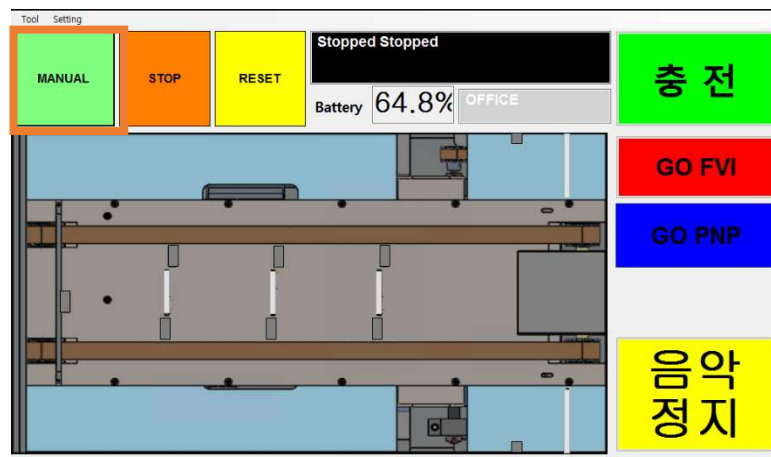 Tool Setting
MANUAL
STOP
RESET
Stopped Stopped
Battery 64.8% OFFICE
충 전
GO FVI
GO PNP
음악
정지